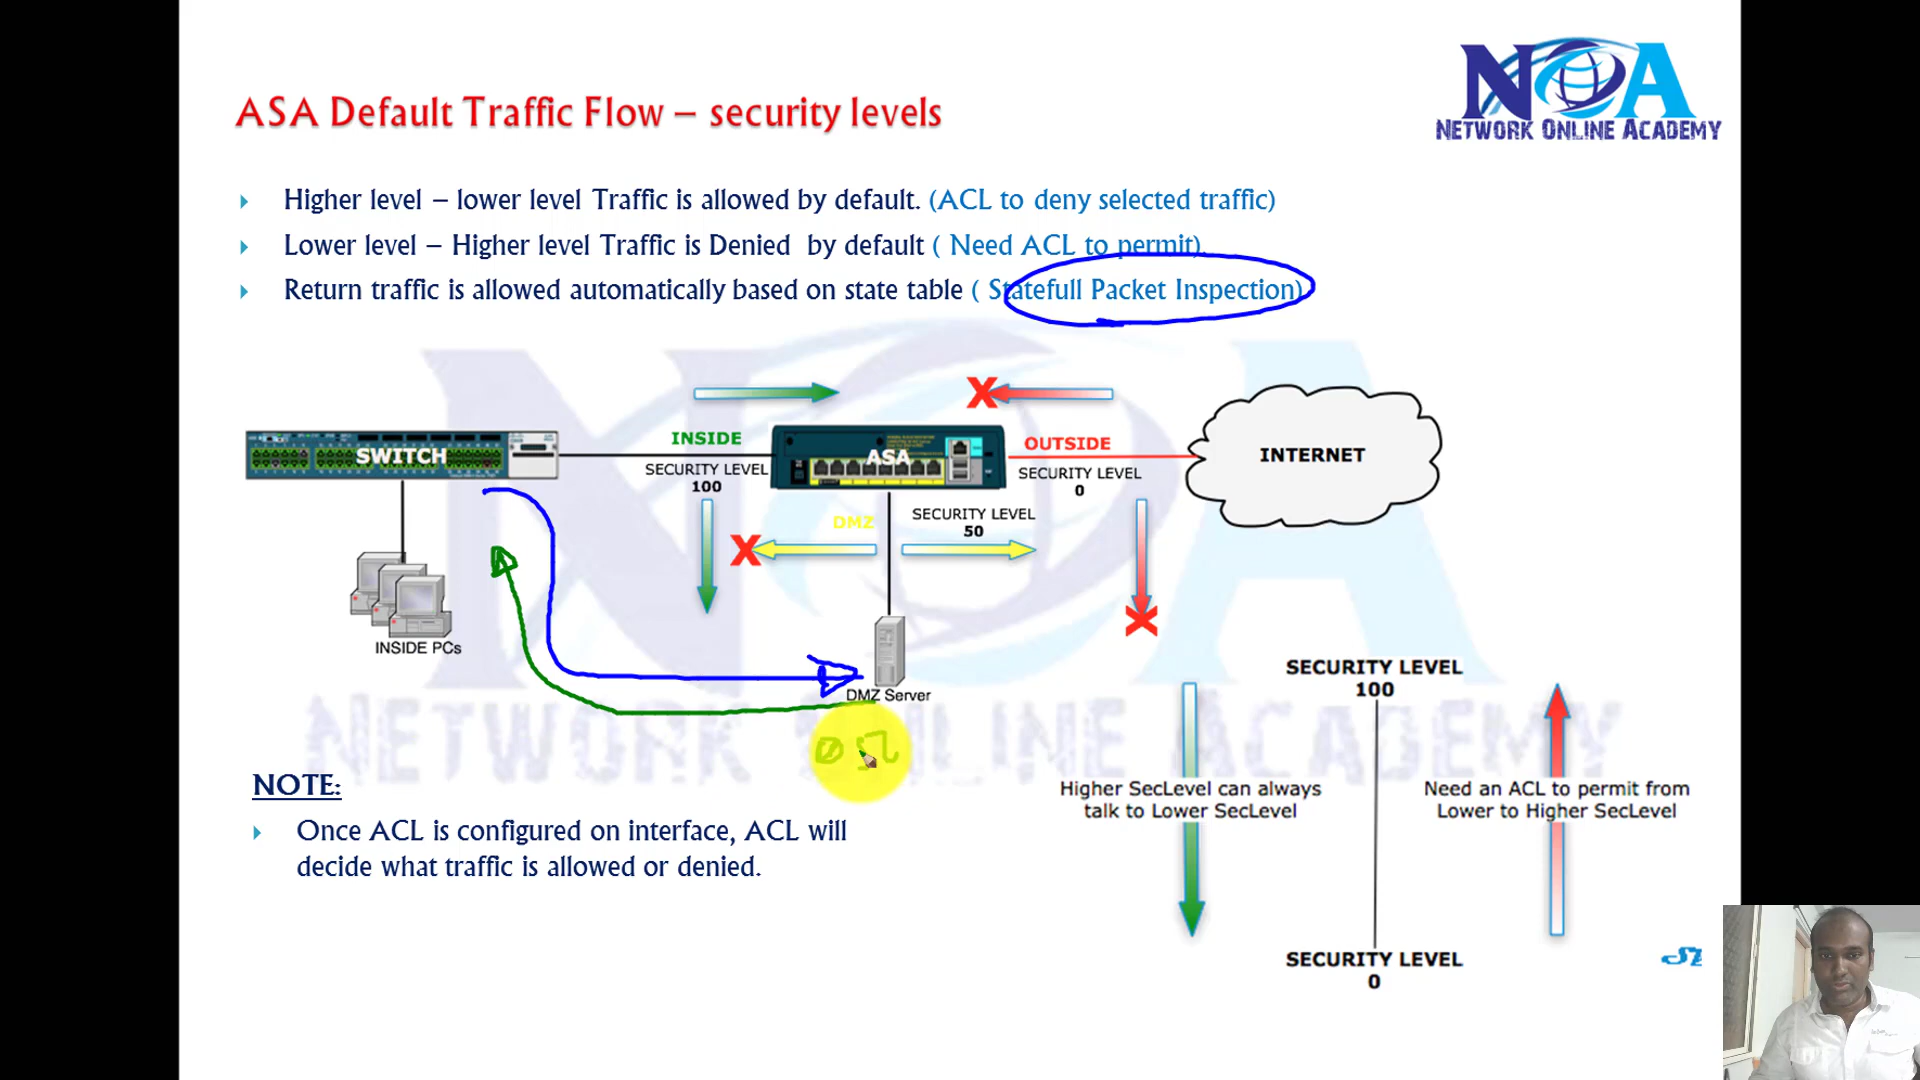 NOA
NETWORK ONLINE ACADEMY
ASA Default Traffic Flow – security levels
Higher level – lower level Traffic is allowed by default. (ACL to deny selected traffic)
Lower level – Higher level Traffic is Denied by default ( Need ACL to permit).
Return traffic is allowed automatically based on state table ( Statefull Packet Inspection)
SWITCH
INSIDE
SECURITY LEVEL
100
ASA
OUTSIDE
SECURITY LEVEL
0
INTERNET
DMZ
SECURITY LEVEL
50
INSIDE PCs
DMZ Server
NETWORK ONLINE ACADEMY
SECURITY LEVEL
100
Higher SecLevel can always
talk to Lower SecLevel
Need an ACL to permit from
Lower to Higher SecLevel
SECURITY LEVEL
0
NOTE:
Once ACL is configured on interface, ACL will
decide what traffic is allowed or denied.